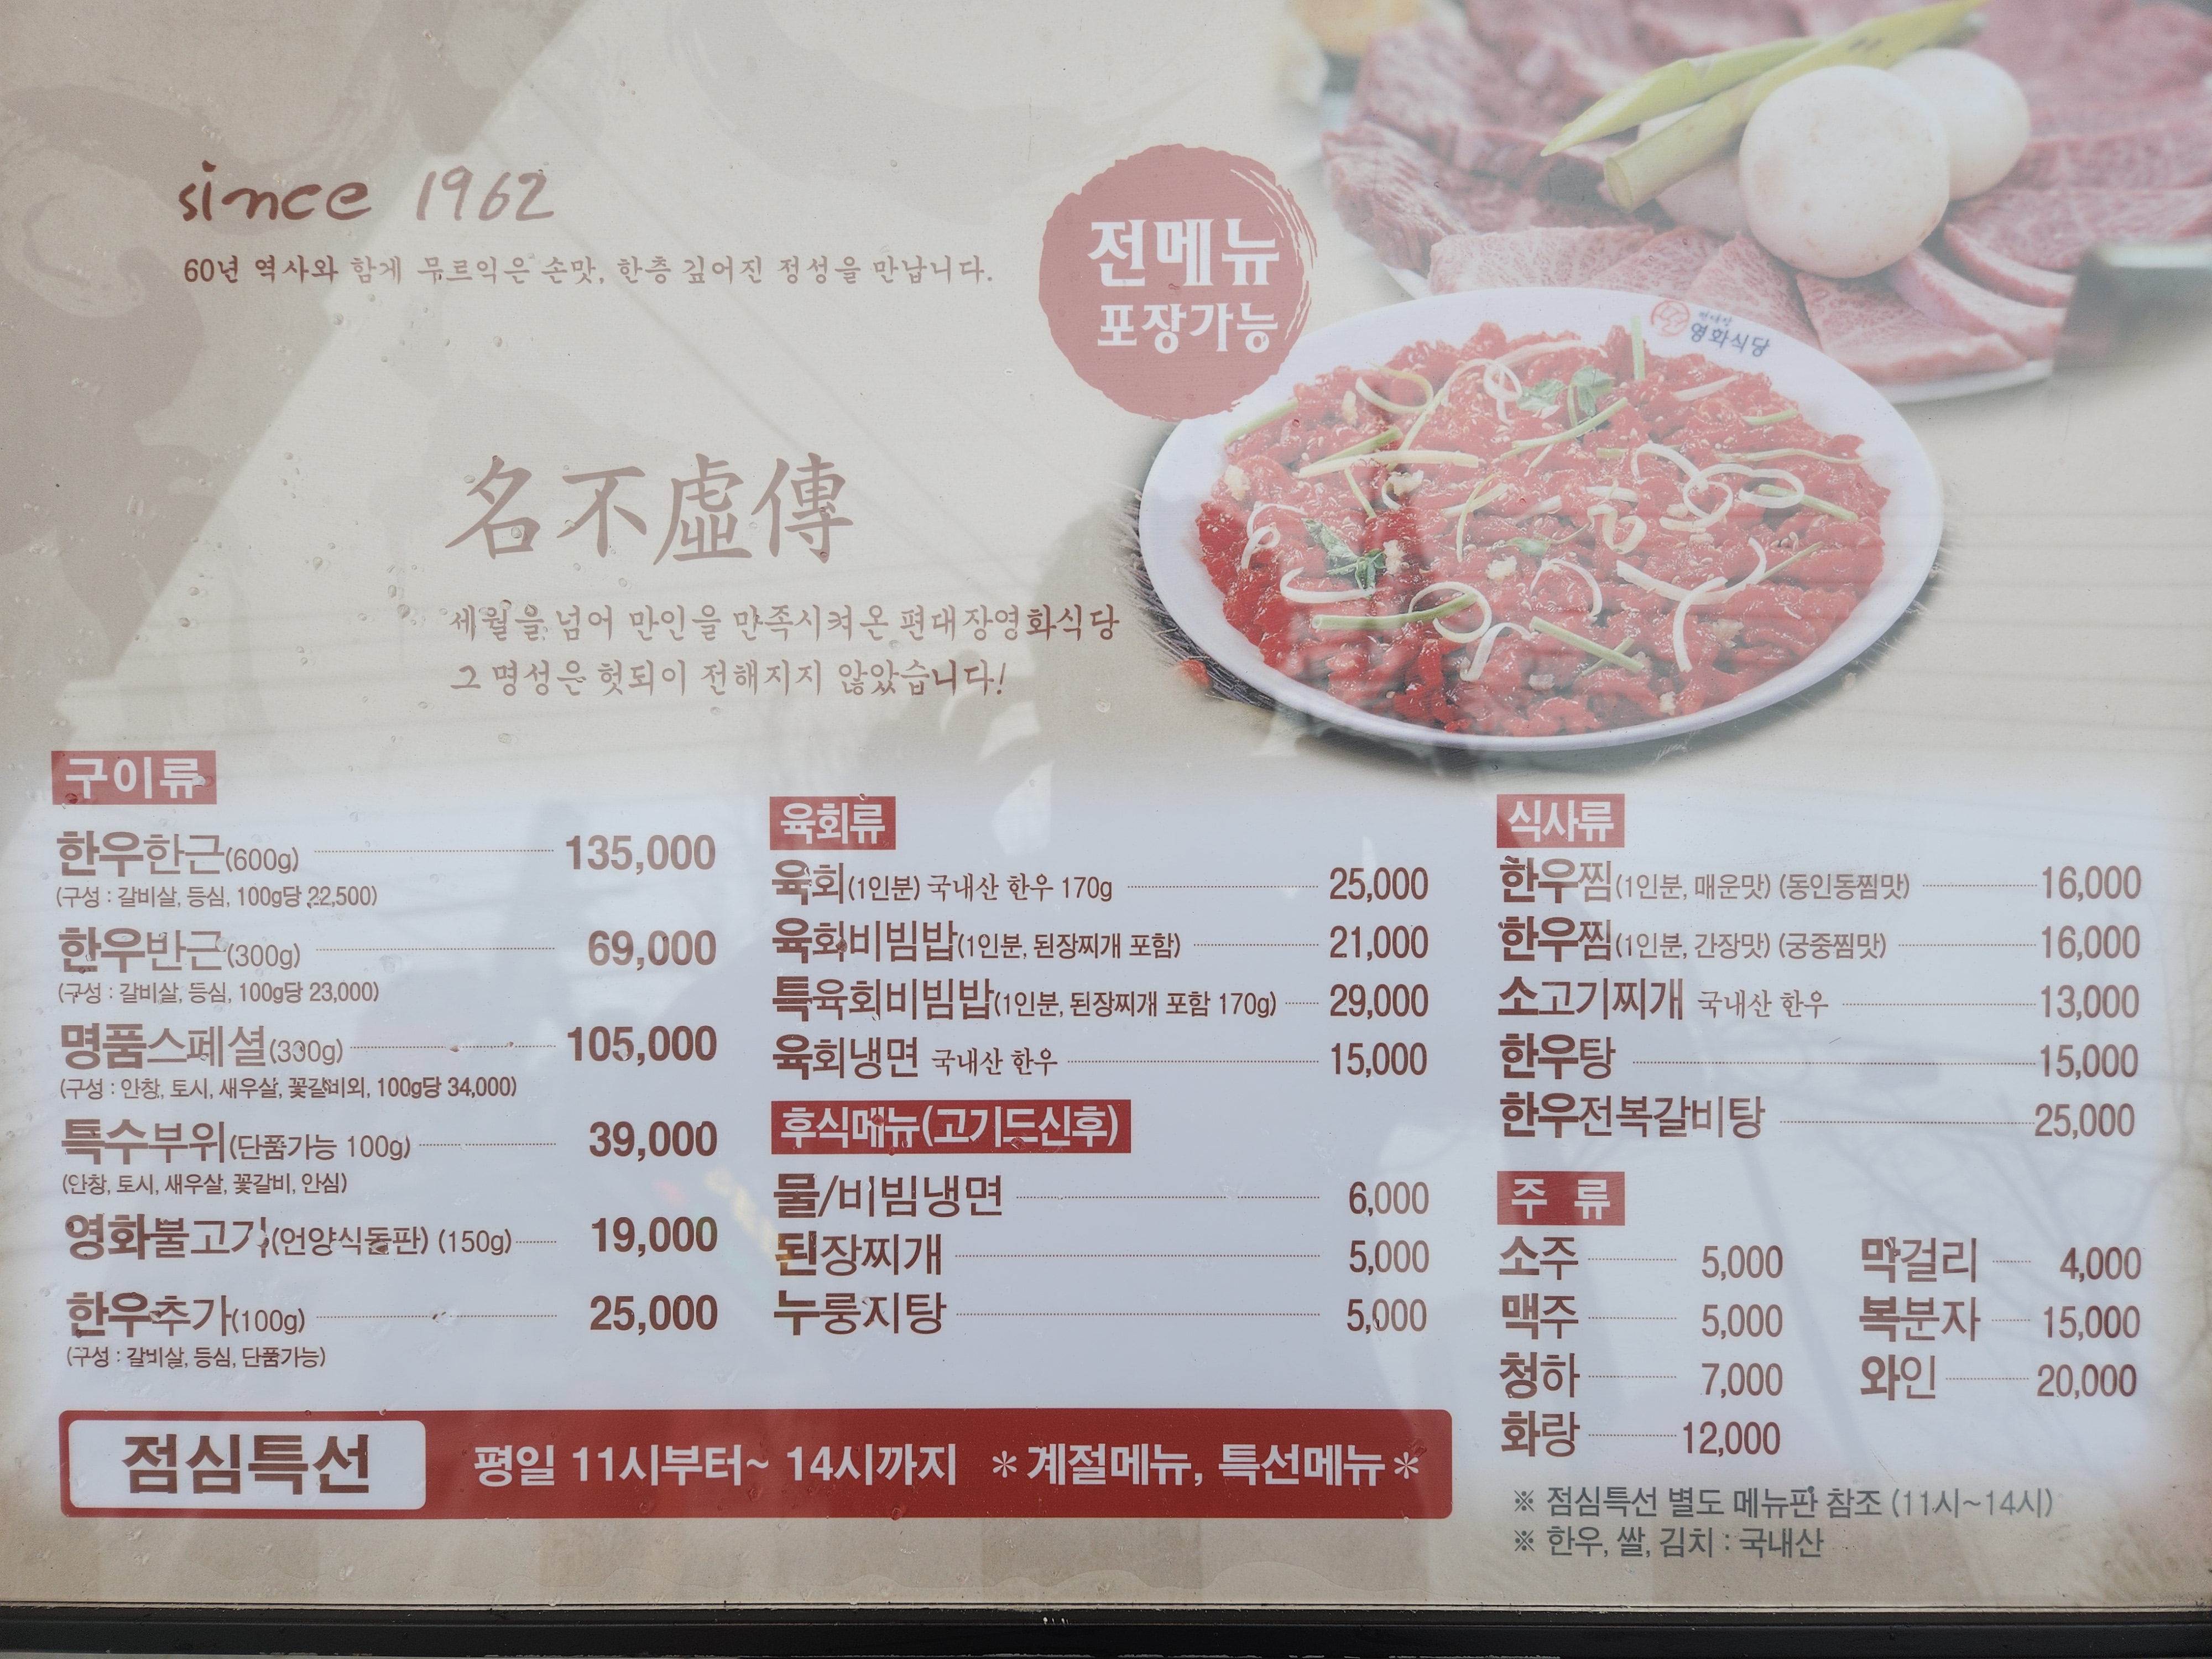 since 1962
60년 역사와 함께 무르익은 손맛, 한층 깊어진 정성을 만납니다.
전메뉴
포장가능
편대장
영화식당
名不虛傳
세월을 넘어 만인을 만족시켜온 편대장영화식당
그 명성은 헛되이 전해지지 않았습니다!
구이류
한우한근(600g) 135,000
(구성 : 갈비살, 등심, 100g당 22,500)
한우반근(300g) 69,000
(구성 : 갈비살, 등심, 100g당 23,000)
명품스페셜(300g) 105,000
(구성 : 안창, 토시, 새우살, 꽃갈비외, 100g당 34,000)
특수부위(단품가능 100g) 39,000
(안창, 토시, 새우살, 꽃갈비, 안심)
영화불고기(언양식돌판) (150g) 19,000
한우추가(100g) 25,000
(구성 : 갈비살, 등심, 단품가능)
육회류
육회(1인분) 국내산 한우 170g 25,000
육회비빔밥(1인분, 된장찌개 포함) 21,000
특육회비빔밥(1인분, 된장찌개 포함 170g) 29,000
육회냉면 국내산 한우 15,000
후식메뉴(고기드신후)
물/비빔냉면 6,000
된장찌개 5,000
누룽지탕 5,000
식사류
한우찜(1인분, 매운맛) (동인동찜맛) 16,000
한우찜(1인분, 간장맛) (궁중찜맛) 16,000
소고기찌개 국내산 한우 13,000
한우탕 15,000
한우전복갈비탕 25,000
주 류
소주 5,000 막걸리 4,000
맥주 5,000 복분자 15,000
청하 7,000 와인 20,000
화랑 12,000
점심특선 평일 11시부터~ 14시까지 *계절메뉴, 특선메뉴*
※ 점심특선 별도 메뉴판 참조 (11시~14시)
※ 한우, 쌀, 김치 : 국내산